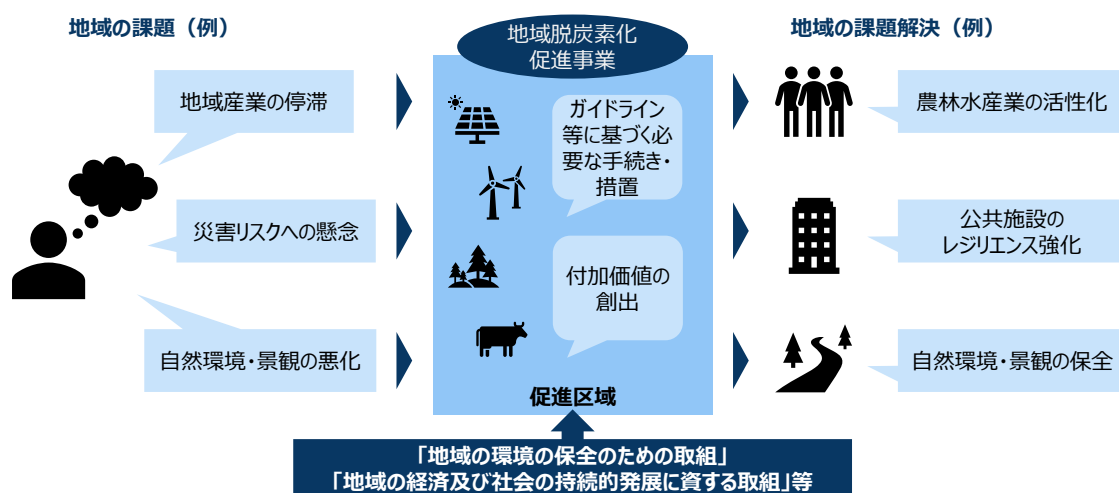 地域の課題（例）
地域産業の停滞
災害リスクへの懸念
自然環境・景観の悪化
地域脱炭素化
促進事業
ガイドライン
等に基づく必
要な手続き・
措置
付加価値の
創出
促進区域
「地域の環境の保全のための取組」
「地域の経済及び社会の持続的発展に資する取組」等
地域の課題解決（例）
農林水産業の活性化
公共施設の
レジリエンス強化
自然環境・景観の保全